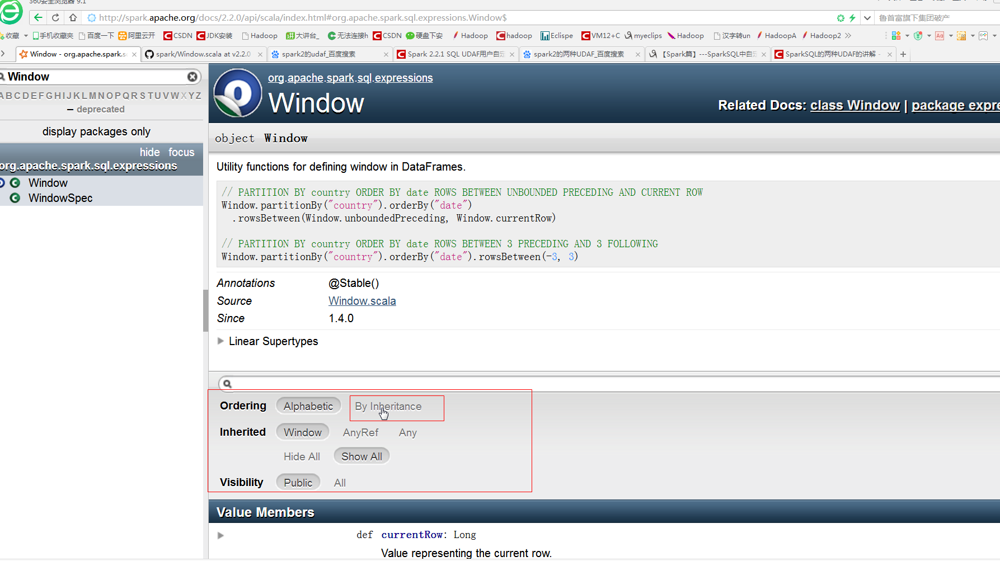 360安全浏览器 9.1
http://spark.apache.org/docs/2.2.0/api/scala/index.html#org.apache.spark.sql.expressions.Window$
鲁首富旗下集团破产
收藏 手机收藏夹 百度一下 阿里云开 CSDN JDK安装 Hadoop 大讲台_ 无法连接h CSDN 硬盘下安 Hadoop hadoop Eclispe VM12+C myeclips Hadoop 汉字转un HadoopA Hadoop2 »
Window - org.apache.spark.s spark/Window.scala at v2.2.0 spark2的udaf_百度搜索 Spark 2.2.1 SQL UDAF用户自定 spark2的两种UDAF_百度搜索 【Spark篇】---SparkSQL中自定 SparkSQL的两种UDAF的讲解 -
Window
A B C D E F G H I J K L M N O P Q R S T U V W X Y Z
– deprecated
display packages only
hide focus
org.apache.spark.sql.expressions
Window
WindowSpec
org.apache.spark.sql.expressions
Window
Related Docs: class Window | package expre
object Window
Utility functions for defining window in DataFrames.
// PARTITION BY country ORDER BY date ROWS BETWEEN UNBOUNDED PRECEDING AND CURRENT ROW
Window.partitionBy("country").orderBy("date")
.rowsBetween(Window.unboundedPreceding, Window.currentRow)
// PARTITION BY country ORDER BY date ROWS BETWEEN 3 PRECEDING AND 3 FOLLOWING
Window.partitionBy("country").orderBy("date").rowsBetween(-3, 3)
Annotations @Stable()
Source Window.scala
Since 1.4.0
Linear Supertypes
Ordering Alphabetic By Inheritance
Inherited Window AnyRef Any
Hide All Show All
Visibility Public All
Value Members
def currentRow: Long
Value representing the current row.